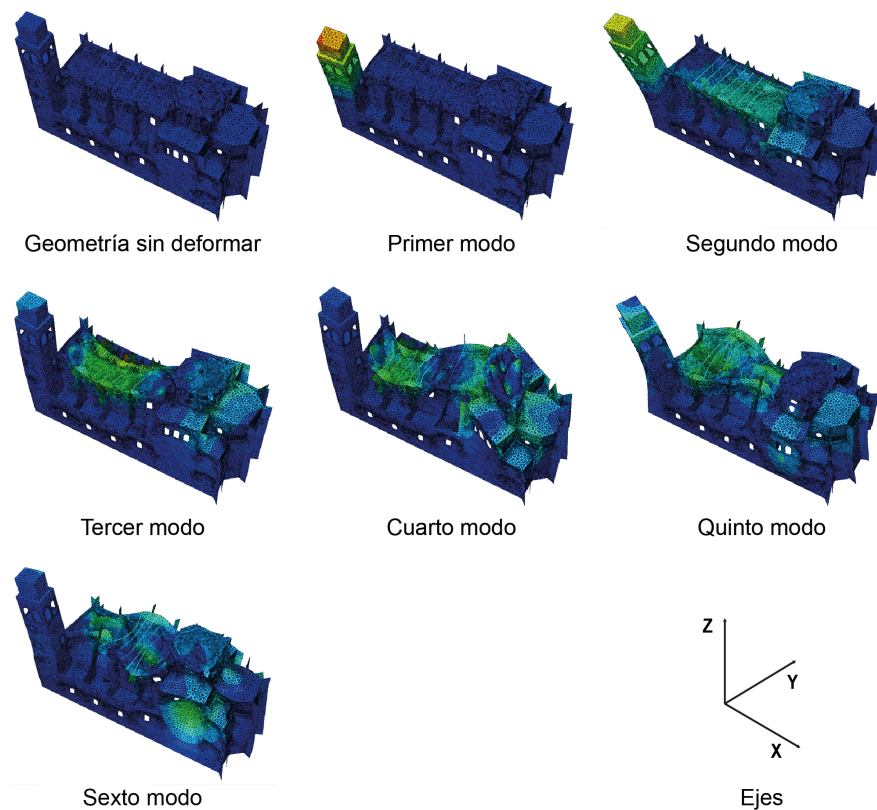 Geometría sin deformar
Primer modo
Segundo modo
Tercer modo
Cuarto modo
Quinto modo
Sexto modo
Z
Y
X
Ejes